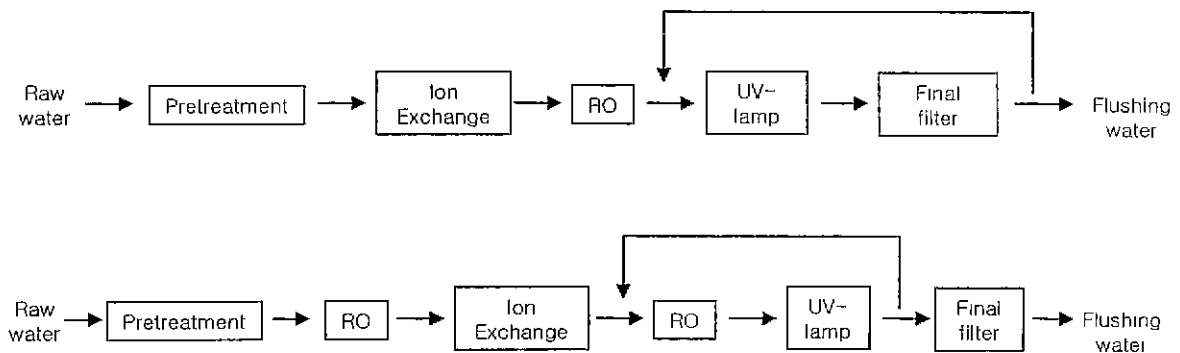 Raw
water
Pretreatment
Ion
Exchange
RO
UV-
lamp
Final
filter
Flushing
water
Raw
water
Pretreatment
RO
Ion
Exchange
RO
UV-
lamp
Final
filter
Flushing
water